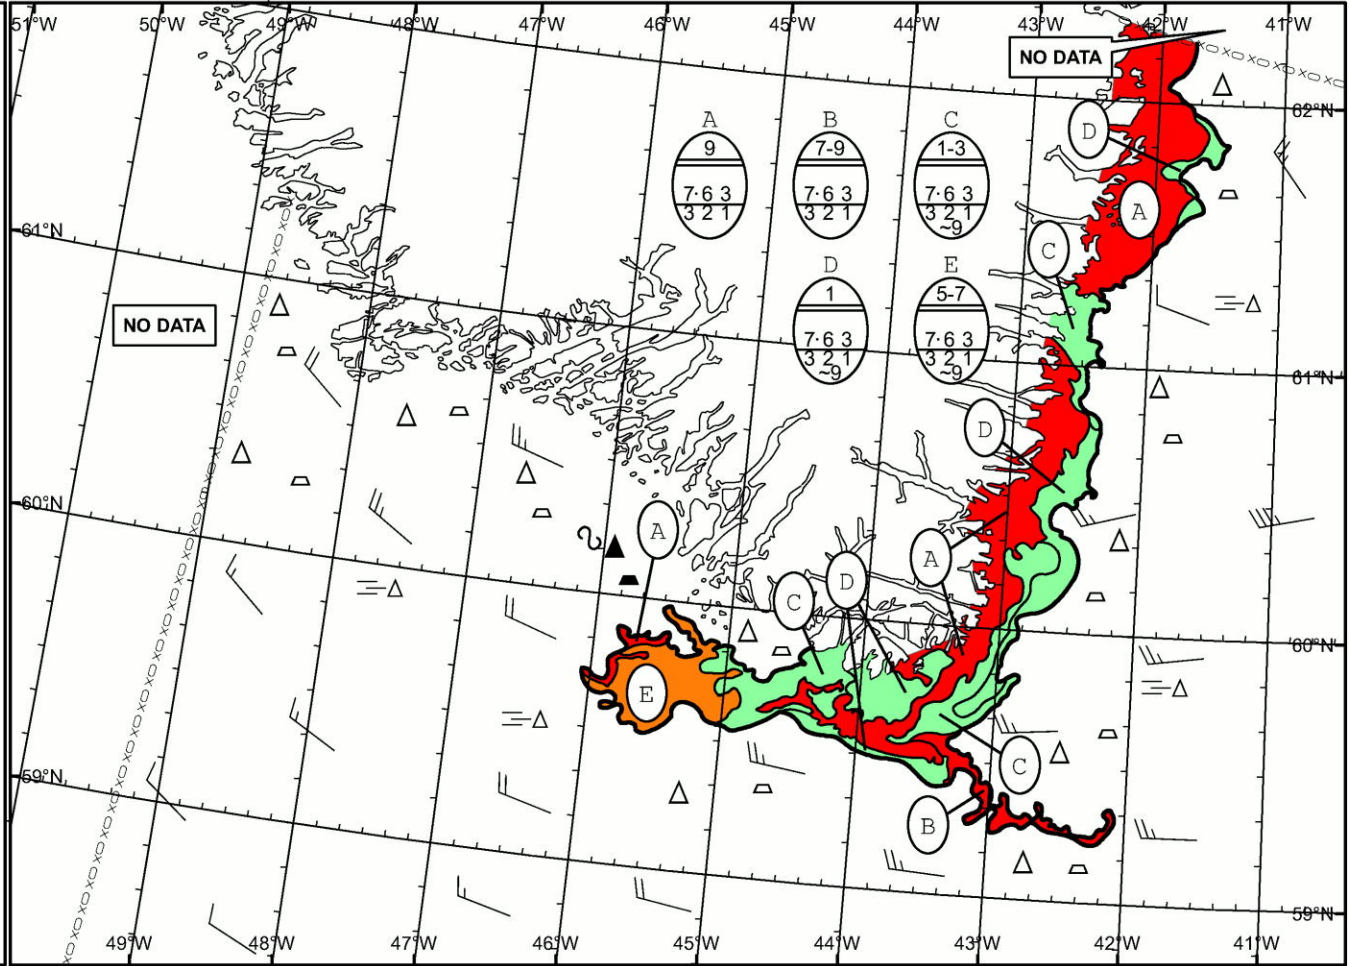 51°W 50°W 49°W 48°W 47°W 46°W 45°W 44°W 43°W 42°W 41°W
NO DATA
62°N
D
A B C
9 7-9 1-3
7· 6 3 7· 6 3 7· 6 3
3 2 1 3 2 1 3 2 1
~9
A
C
61°N
D E
1 5-7
7· 6 3 7· 6 3
3 2 1 3 2 1
~9 ~9
NO DATA
61°N
D
60°N
A
2
A
C D
60°N
E
C
59°N
B
59°N
49°W 48°W 47°W 46°W 45°W 44°W 43°W 42°W 41°W